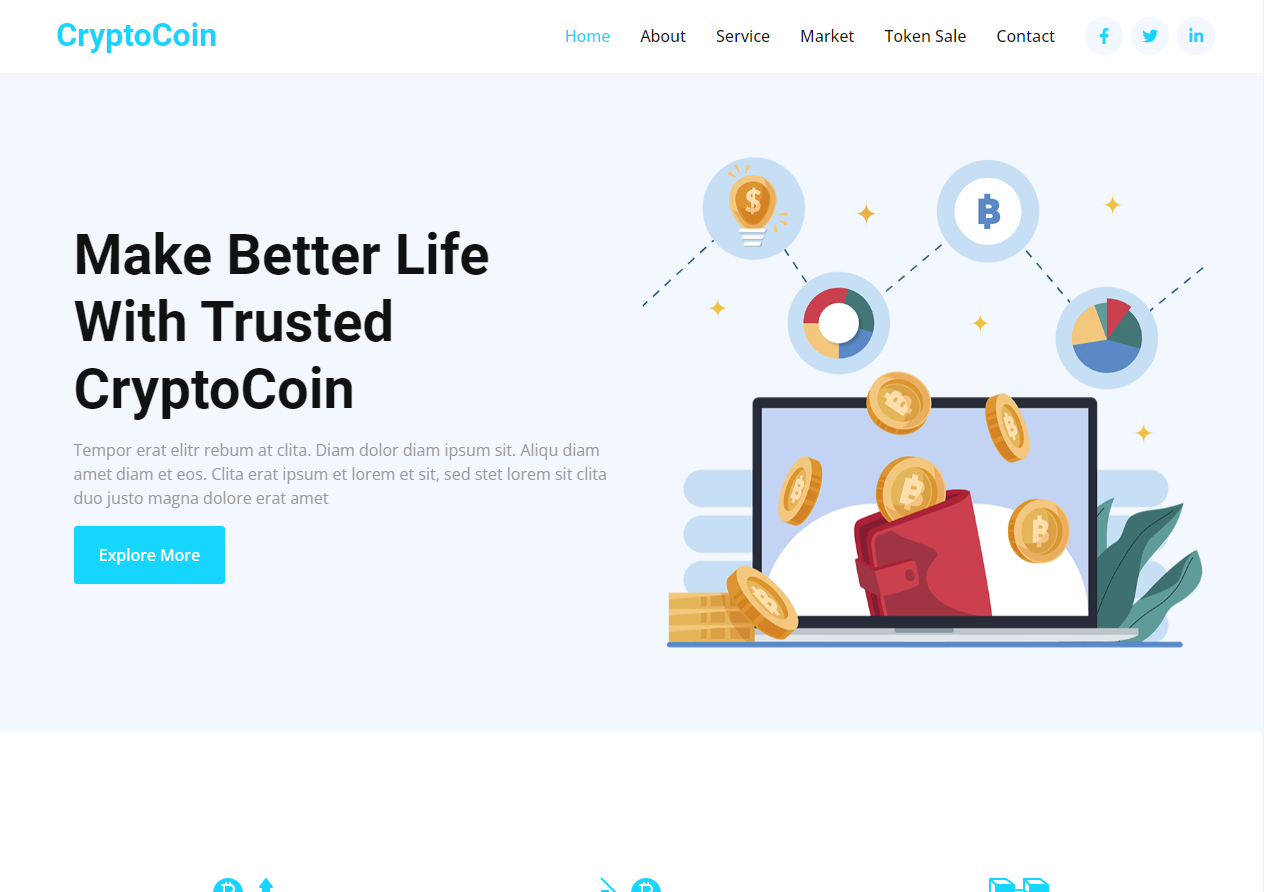 CryptoCoin
Home About Service Market Token Sale Contact
Make Better Life
With Trusted
CryptoCoin
Tempor erat elitr rebum at clita. Diam dolor diam ipsum sit. Aliqu diam
amet diam et eos. Clita erat ipsum et lorem et sit, sed stet lorem sit clita
duo justo magna dolore erat amet
Explore More